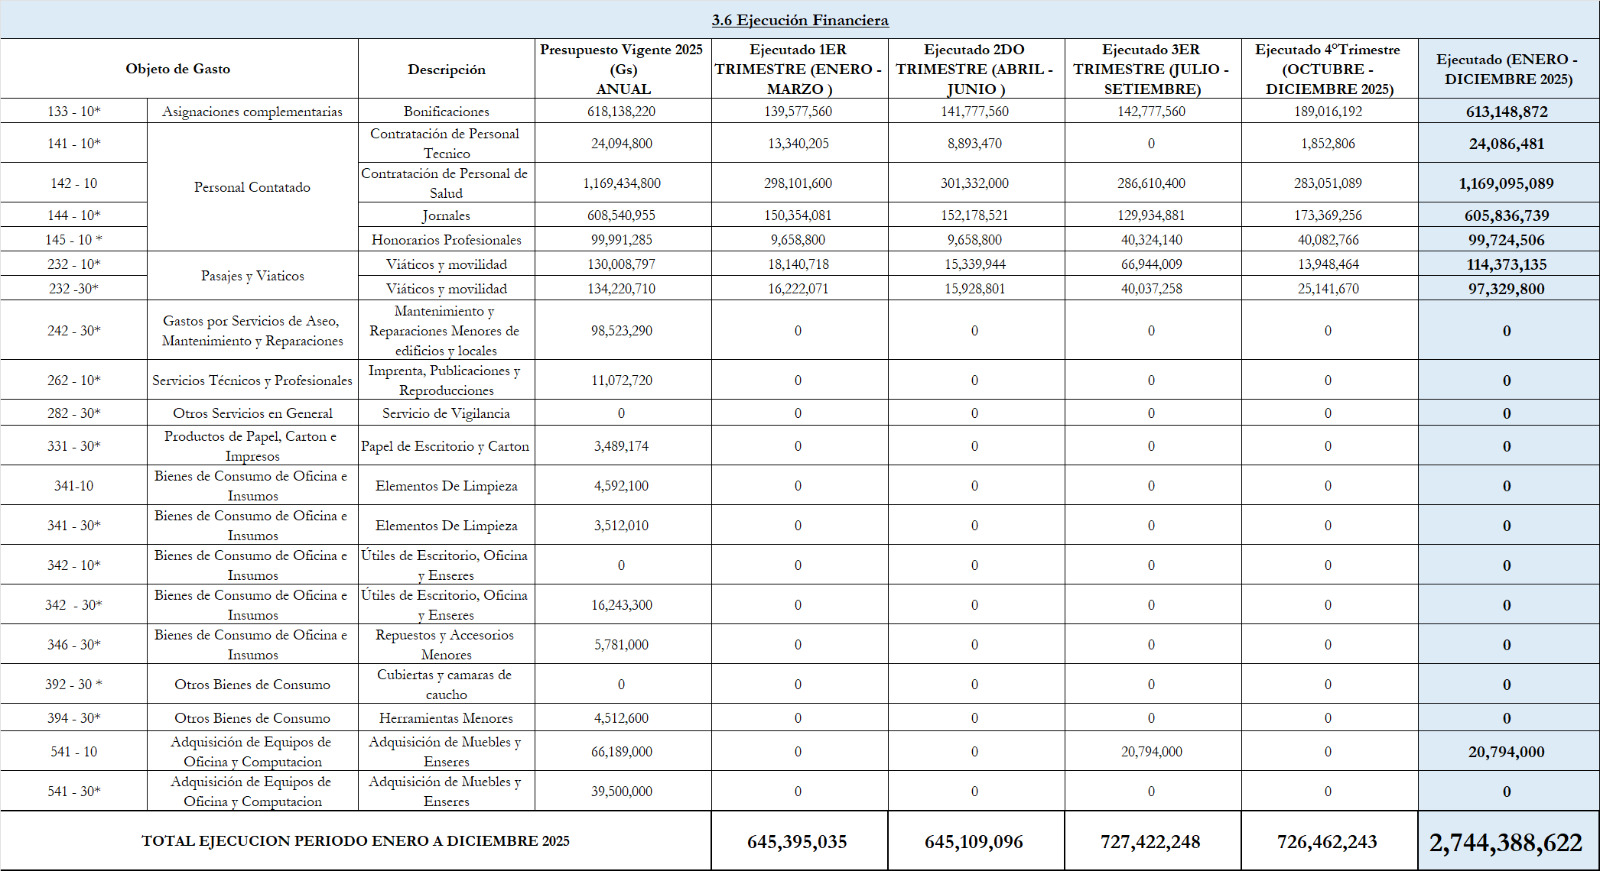 3.6 Ejecución Financiera
Objeto de Gasto | Descripción | Presupuesto Vigente 2025 (Gs) ANUAL | Ejecutado 1ER TRIMESTRE (ENERO - MARZO ) | Ejecutado 2DO TRIMESTRE (ABRIL - JUNIO ) | Ejecutado 3ER TRIMESTRE (JULIO - SETIEMBRE) | Ejecutado 4°Trimestre (OCTUBRE - DICIEMBRE 2025) | Ejecutado (ENERO - DICIEMBRE 2025)
133 - 10* | Asignaciones complementarias | Bonificaciones | 618,138,220 | 139,577,560 | 141,777,560 | 142,777,560 | 189,016,192 | 613,148,872
141 - 10* | Personal Contatado | Contratación de Personal Tecnico | 24,094,800 | 13,340,205 | 8,893,470 | 0 | 1,852,806 | 24,086,481
142 - 10 | Contratación de Personal de Salud | 1,169,434,800 | 298,101,600 | 301,332,000 | 286,610,400 | 283,051,089 | 1,169,095,089
144 - 10* | Jornales | 608,540,955 | 150,354,081 | 152,178,521 | 129,934,881 | 173,369,256 | 605,836,739
145 - 10 * | Honorarios Profesionales | 99,991,285 | 9,658,800 | 9,658,800 | 40,324,140 | 40,082,766 | 99,724,506
232 - 10* | Pasajes y Viaticos | Viáticos y movilidad | 130,008,797 | 18,140,718 | 15,339,944 | 66,944,009 | 13,948,464 | 114,373,135
232 -30* | Viáticos y movilidad | 134,220,710 | 16,222,071 | 15,928,801 | 40,037,258 | 25,141,670 | 97,329,800
242 - 30* | Gastos por Servicios de Aseo, Mantenimiento y Reparaciones | Mantenimiento y Reparaciones Menores de edificios y locales | 98,523,290 | 0 | 0 | 0 | 0 | 0
262 - 10* | Servicios Técnicos y Profesionales | Imprenta, Publicaciones y Reproducciones | 11,072,720 | 0 | 0 | 0 | 0 | 0
282 - 30* | Otros Servicios en General | Servicio de Vigilancia | 0 | 0 | 0 | 0 | 0 | 0
331 - 30* | Productos de Papel, Carton e Impresos | Papel de Escritorio y Carton | 3,489,174 | 0 | 0 | 0 | 0 | 0
341-10 | Bienes de Consumo de Oficina e Insumos | Elementos De Limpieza | 4,592,100 | 0 | 0 | 0 | 0 | 0
341 - 30* | Bienes de Consumo de Oficina e Insumos | Elementos De Limpieza | 3,512,010 | 0 | 0 | 0 | 0 | 0
342 - 10* | Bienes de Consumo de Oficina e Insumos | Útiles de Escritorio, Oficina y Enseres | 0 | 0 | 0 | 0 | 0 | 0
342 - 30* | Bienes de Consumo de Oficina e Insumos | Útiles de Escritorio, Oficina y Enseres | 16,243,300 | 0 | 0 | 0 | 0 | 0
346 - 30* | Bienes de Consumo de Oficina e Insumos | Repuestos y Accesorios Menores | 5,781,000 | 0 | 0 | 0 | 0 | 0
392 - 30 * | Otros Bienes de Consumo | Cubiertas y camaras de caucho | 0 | 0 | 0 | 0 | 0 | 0
394 - 30* | Otros Bienes de Consumo | Herramientas Menores | 4,512,600 | 0 | 0 | 0 | 0 | 0
541 - 10 | Adquisición de Equipos de Oficina y Computacion | Adquisición de Muebles y Enseres | 66,189,000 | 0 | 0 | 20,794,000 | 0 | 20,794,000
541 - 30* | Adquisición de Equipos de Oficina y Computacion | Adquisición de Muebles y Enseres | 39,500,000 | 0 | 0 | 0 | 0 | 0
TOTAL EJECUCION PERIODO ENERO A DICIEMBRE 2025 | 645,395,035 | 645,109,096 | 727,422,248 | 726,462,243 | 2,744,388,622